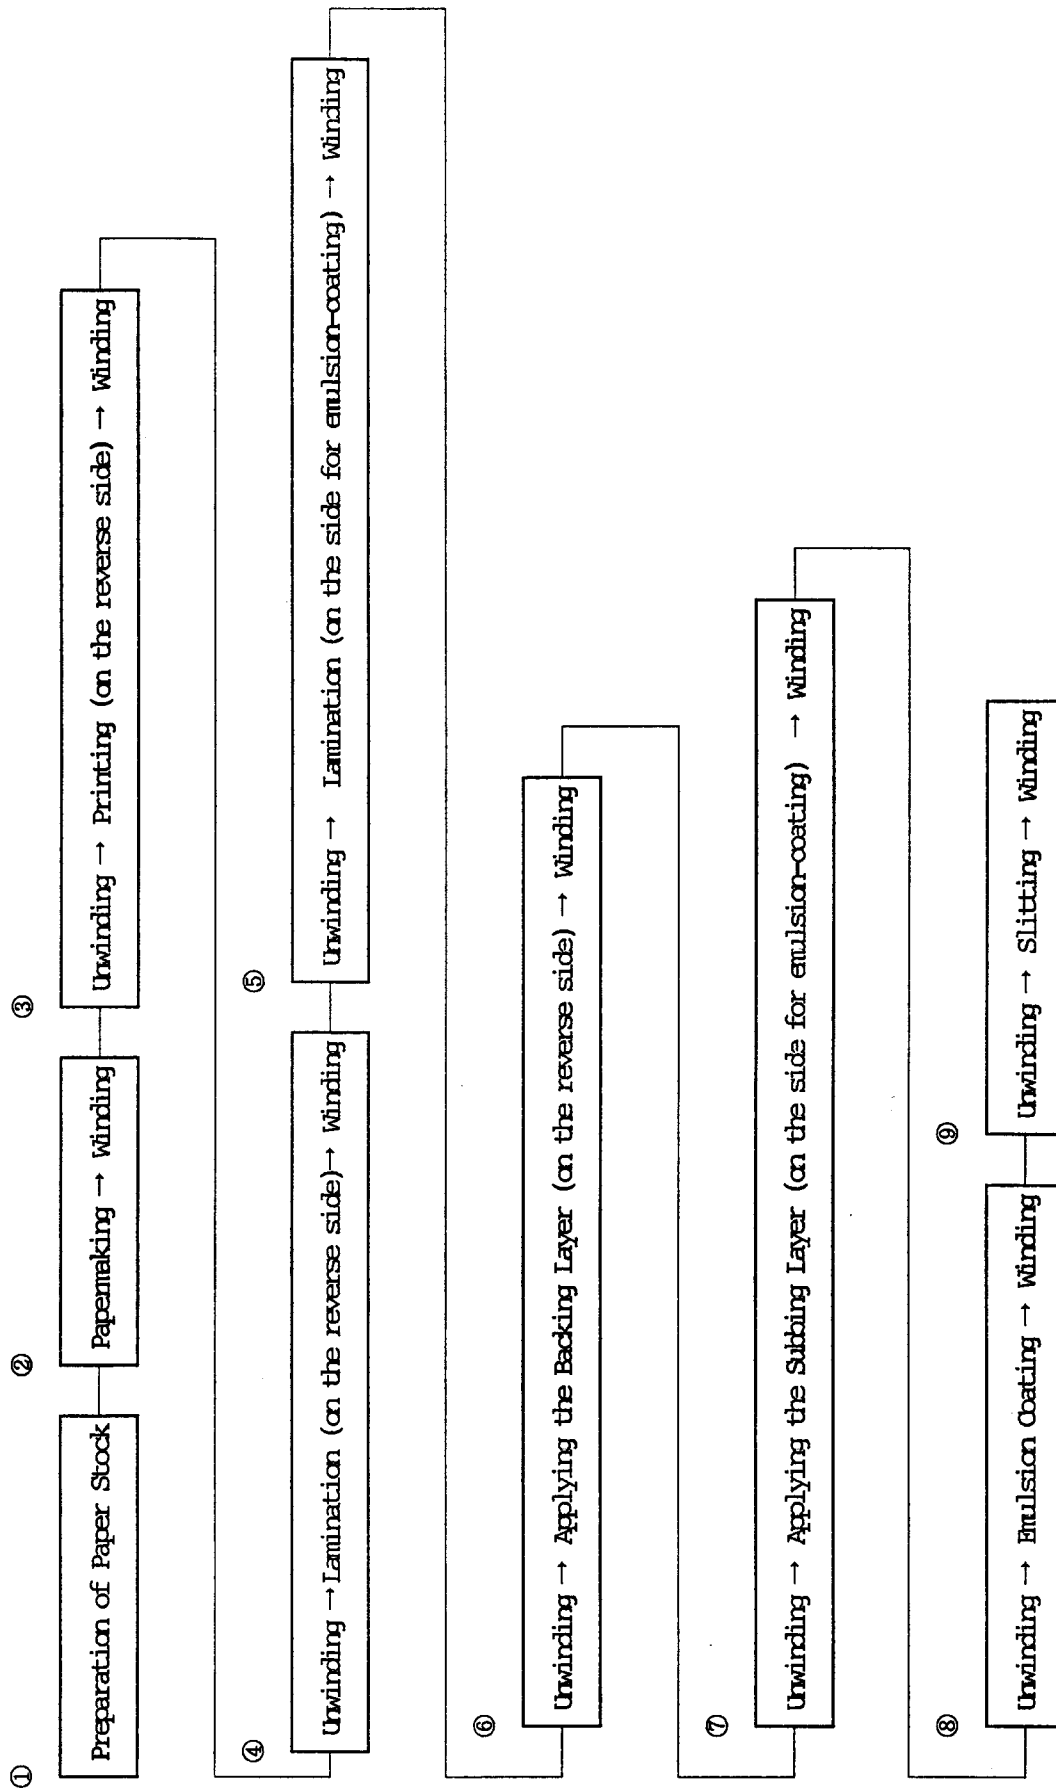 ①
Preparation of Paper Stock
②
Papermaking → Winding
③
Unwinding → Printing (on the reverse side) → Winding
④
Unwinding → Lamination (on the reverse side) → Winding
⑤
Unwinding → Lamination (on the side for emulsion-coating) → Winding
⑥
Unwinding → Applying the Backing Layer (on the reverse side) → Winding
⑦
Unwinding → Applying the Subbing Layer (on the side for emulsion-coating) → Winding
⑧
Unwinding → Emulsion Coating → Winding
⑨
Unwinding → Slitting → Winding